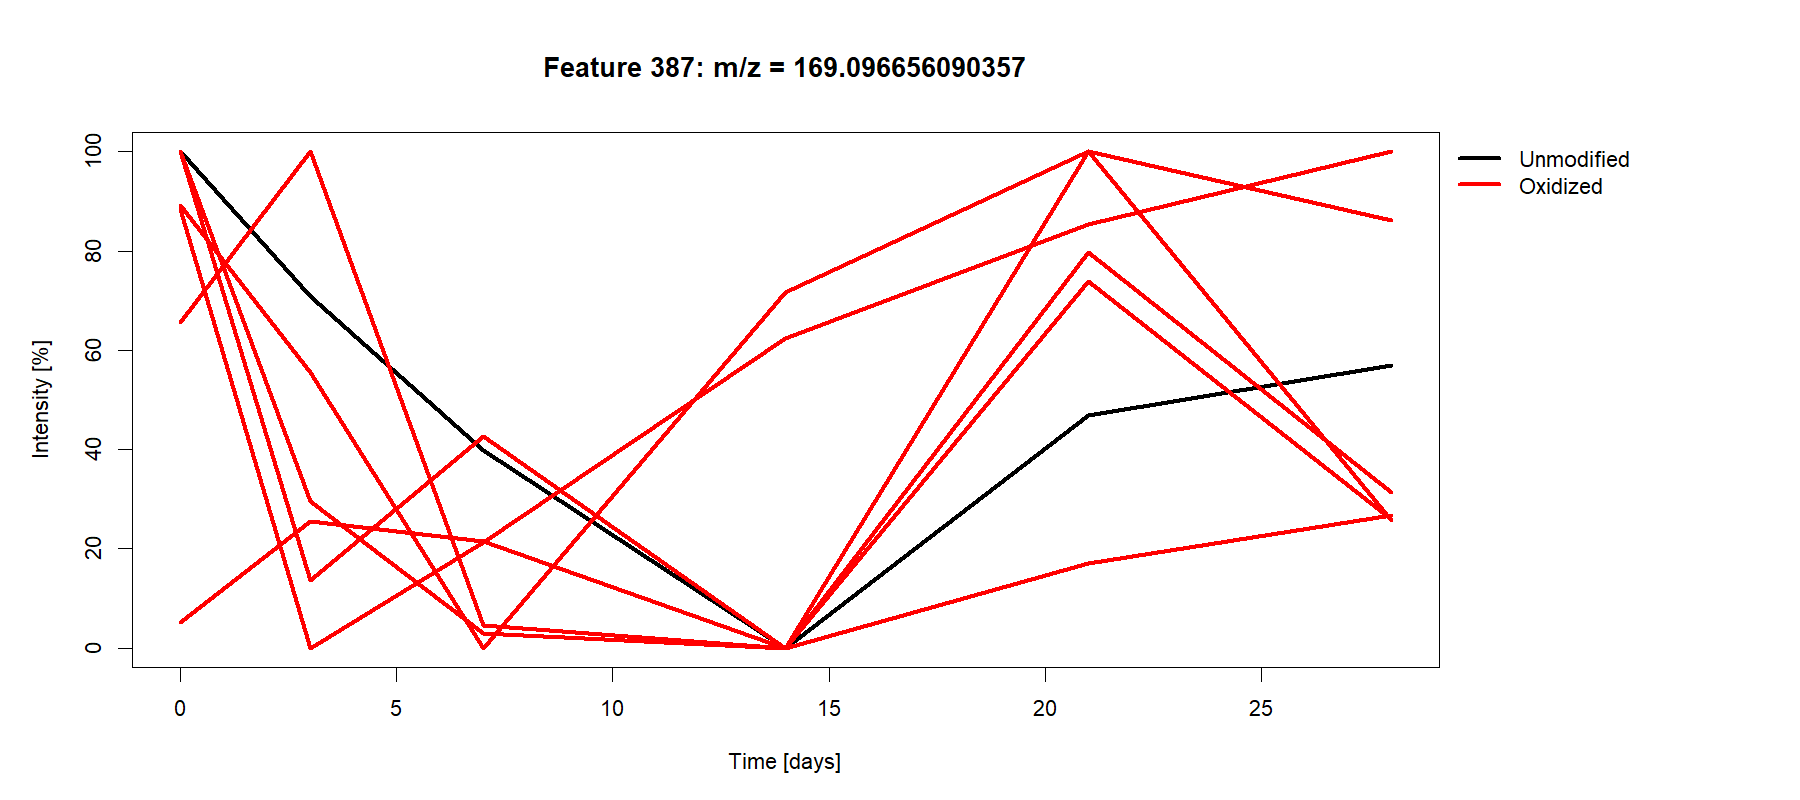 Feature 387: m/z = 169.096656090357
Unmodified
Oxidized
Intensity [%]
100
80
60
40
20
0
0 5 10 15 20 25
Time [days]